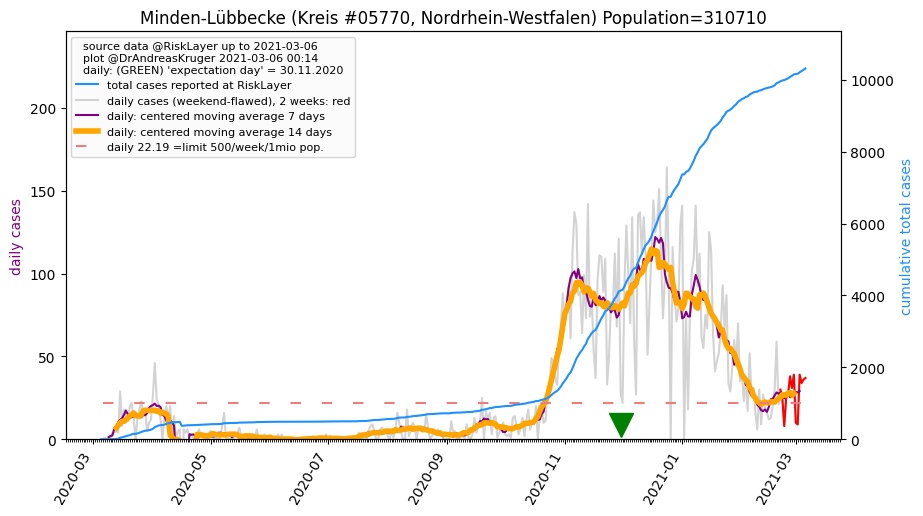 Minden-Lübbecke (Kreis #05770, Nordrhein-Westfalen) Population=310710
source data @RiskLayer up to 2021-03-06
plot @DrAndreasKruger 2021-03-06 00:14
daily: (GREEN) 'expectation day' = 30.11.2020
total cases reported at RiskLayer
daily cases (weekend-flawed), 2 weeks: red
daily: centered moving average 7 days
daily: centered moving average 14 days
daily 22.19 =limit 500/week/1mio pop.
daily cases
200
150
100
50
0
cumulative total cases
10000
8000
6000
4000
2000
0
2020-03
2020-05
2020-07
2020-09
2020-11
2021-01
2021-03